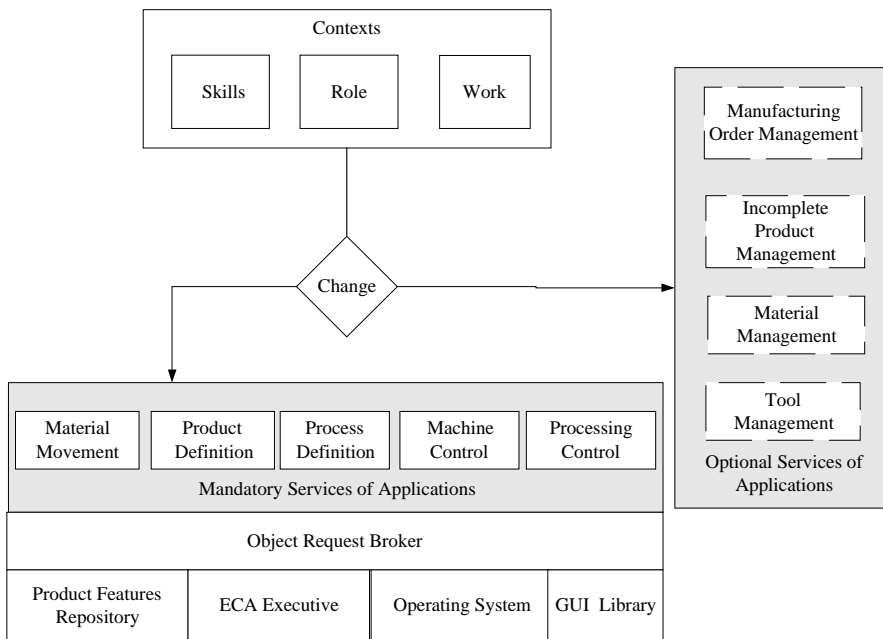 Contexts
Skills
Role
Work
Change
Manufacturing
Order Management
Incomplete
Product
Management
Material
Management
Tool
Management
Optional Services of
Applications
Material
Movement
Product
Definition
Process
Definition
Machine
Control
Processing
Control
Mandatory Services of Applications
Object Request Broker
Product Features
Repository
ECA Executive
Operating System
GUI Library